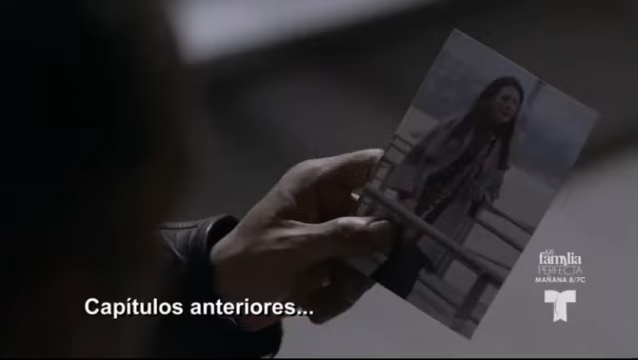 MI
familia
PERFECTA
MAÑANA 8/7C
Capítulos anteriores...